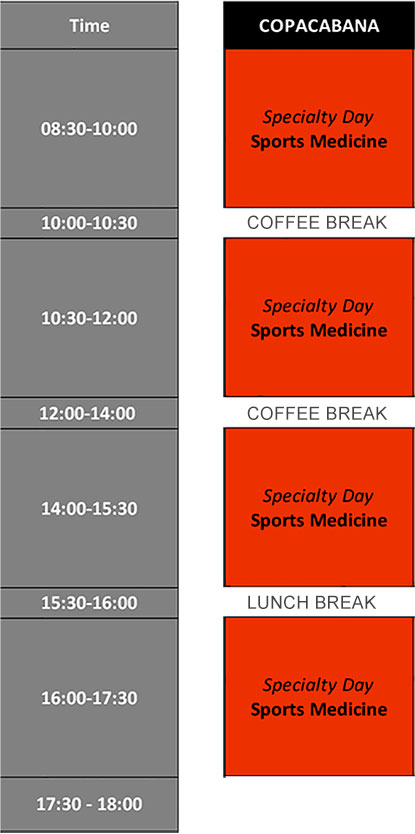 Time COPACABANA
08:30-10:00 Specialty Day
Sports Medicine
10:00-10:30 COFFEE BREAK
10:30-12:00 Specialty Day
Sports Medicine
12:00-14:00 COFFEE BREAK
14:00-15:30 Specialty Day
Sports Medicine
15:30-16:00 LUNCH BREAK
16:00-17:30 Specialty Day
Sports Medicine
17:30 - 18:00